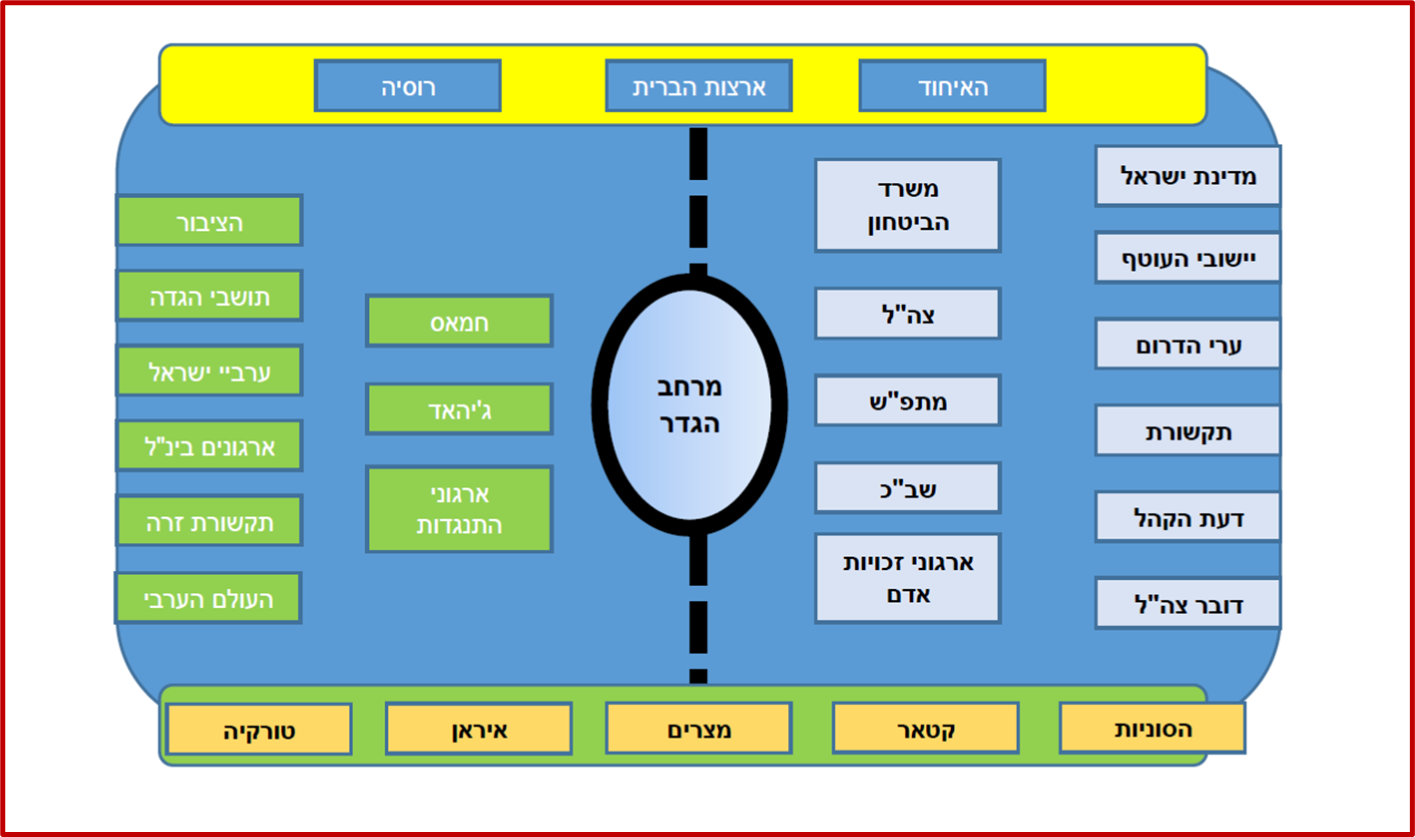 האיחוד
ארצות הברית
רוסיה
מדינת ישראל
יישובי העוטף
ערי הדרום
תקשורת
דעת הקהל
דובר צה"ל
משרד
הביטחון
צה"ל
מתפ"ש
שב"כ
ארגוני זכויות
אדם
מרחב
הגדר
חמאס
ג'יהאד
ארגוני
התנגדות
הציבור
תושבי הגדה
ערביי ישראל
ארגונים בינ"ל
תקשורת זרה
העולם הערבי
הסוניות
קטאר
מצרים
איראן
טורקיה